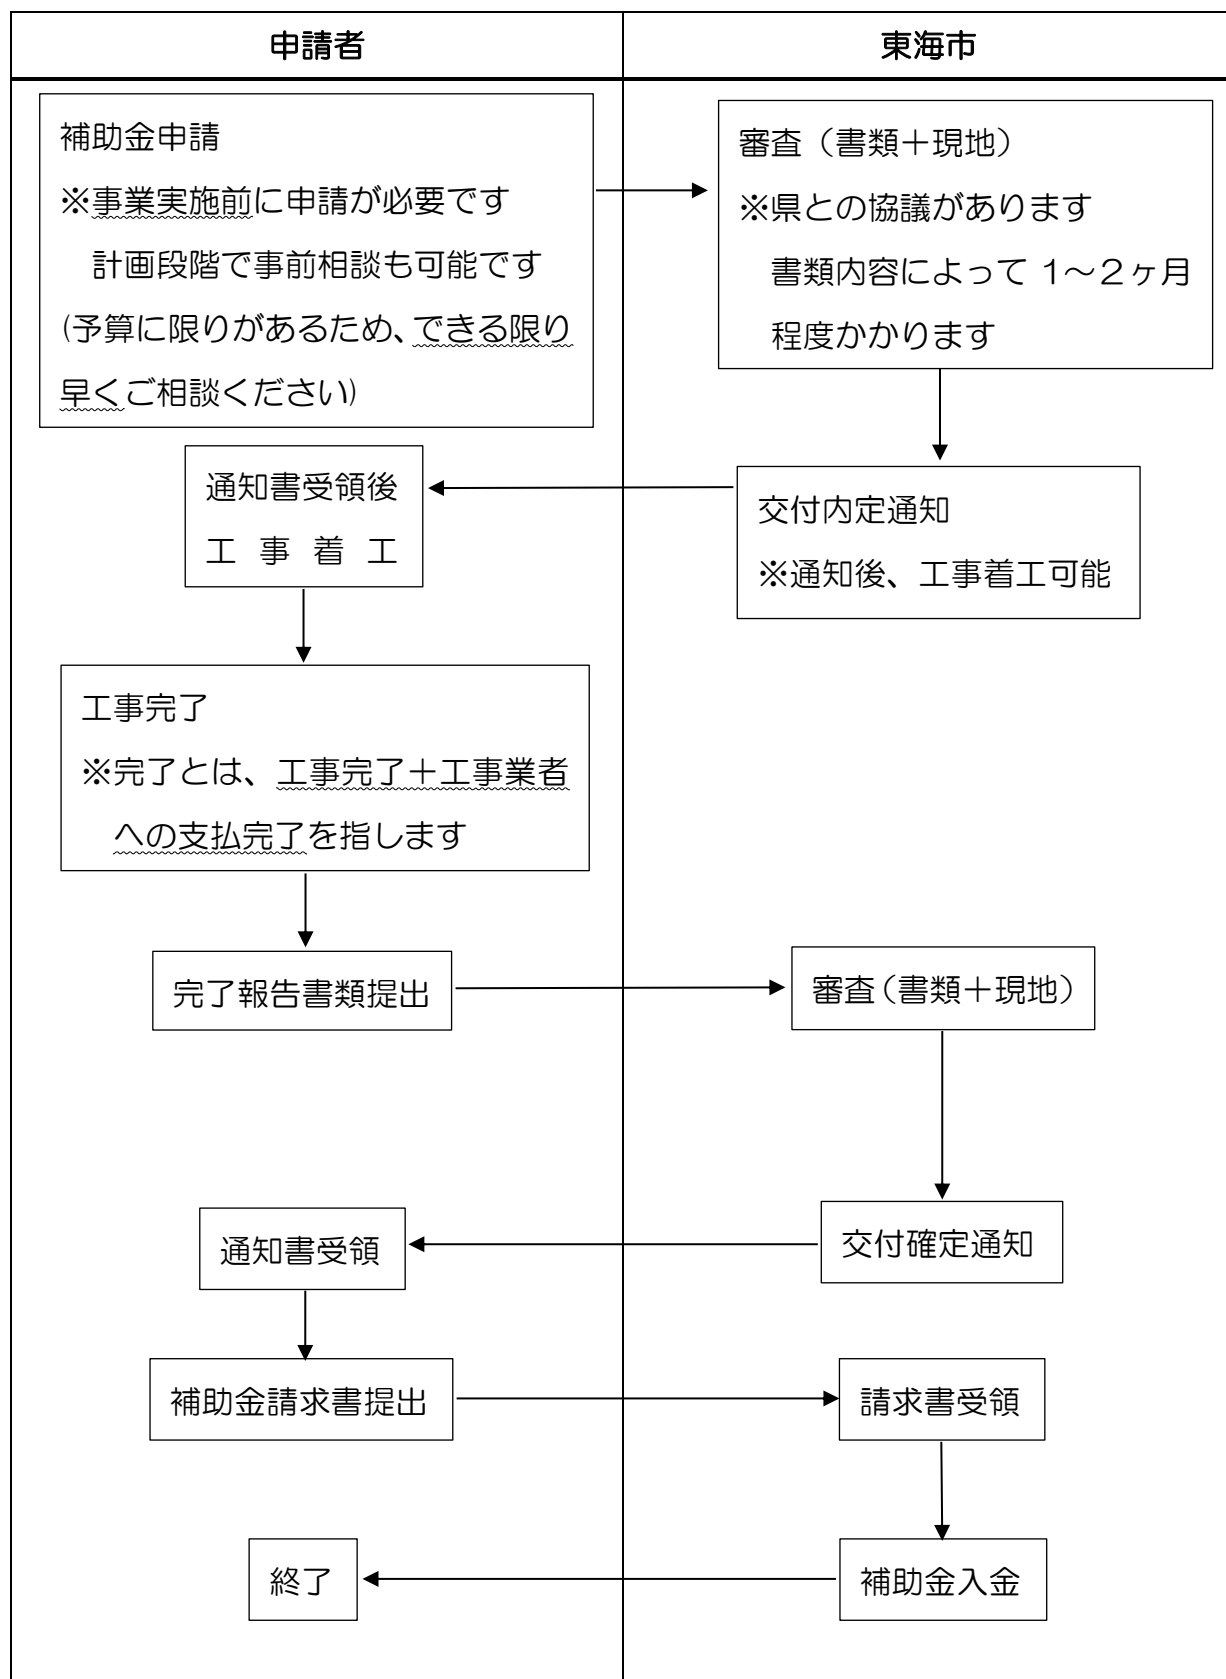 申請者
東海市
補助金申請
※事業実施前に申請が必要です
計画段階で事前相談も可能です
(予算に限りがあるため、できる限り
早くご相談ください)
審査（書類＋現地）
※県との協議があります
書類内容によって 1～２ヶ月
程度かかります
交付内定通知
※通知後、工事着工可能
通知書受領後
工 事 着 工
工事完了
※完了とは、工事完了＋工事業者
への支払完了を指します
完了報告書類提出
審査（書類＋現地）
交付確定通知
通知書受領
補助金請求書提出
請求書受領
補助金入金
終了